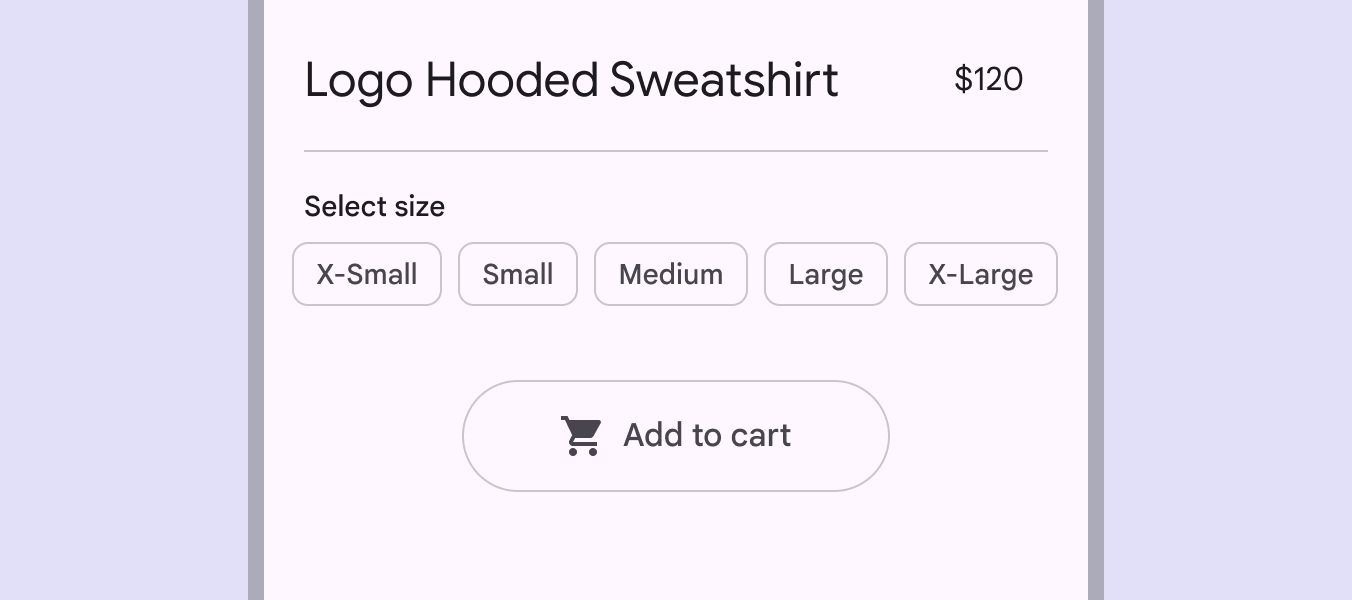 Logo Hooded Sweatshirt $120
Select size
X-Small Small Medium Large X-Large
Add to cart